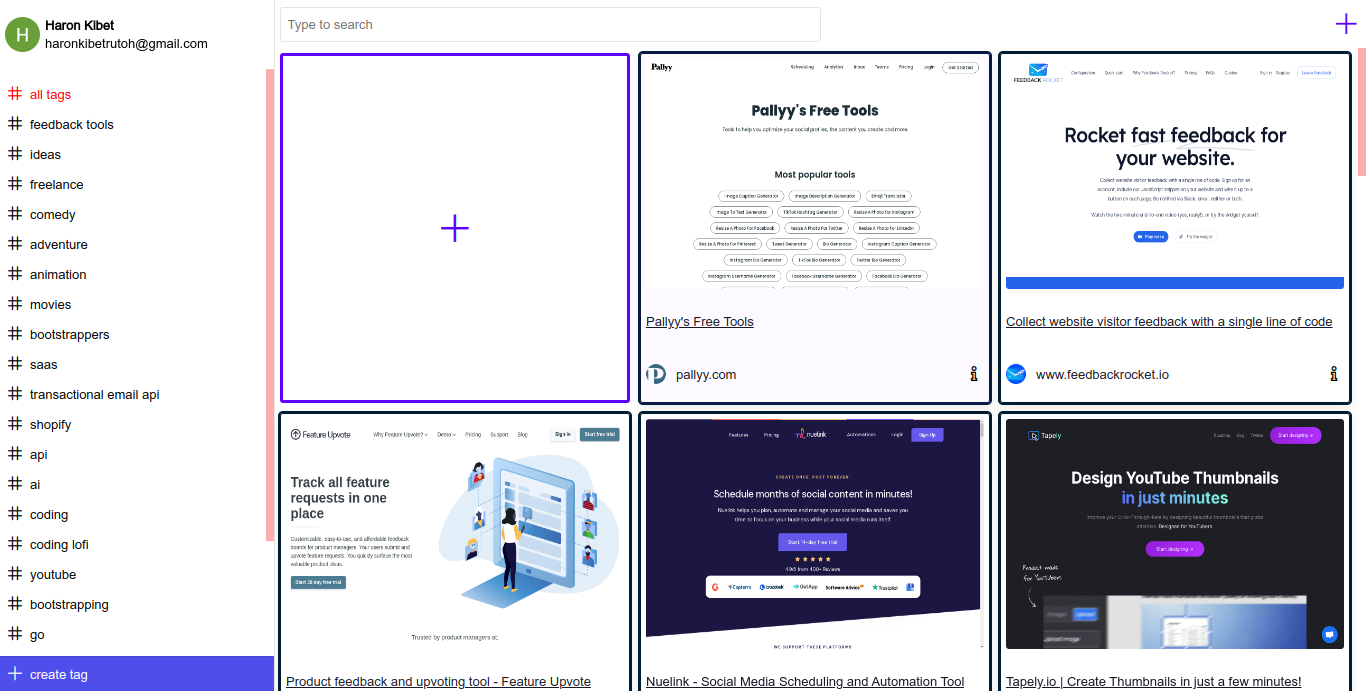 H
Haron Kibet
haronkibetrutoh@gmail.com
all tags
feedback tools
ideas
freelance
comedy
adventure
animation
movies
bootstrappers
saas
transactional email api
shopify
api
ai
coding
coding lofi
youtube
bootstrapping
go
create tag
Type to search
Pallyy
Scheduling Analytics Inbox Teams Pricing Login Get Started
Pallyy's Free Tools
Tools to help you optimize your social profiles, the content you create and more.
Most popular tools
Image Caption Generator Image Description Generator Emoji Translator
Image To Text Generator TikTok Hashtag Generator Resize A Photo For Instagram
Resize A Photo For Facebook Resize A Photo For Twitter Resize A Photo For LinkedIn
Resize A Photo For Pinterest Tweet Generator Bio Generator Instagram Caption Generator
Instagram Bio Generator TikTok Bio Generator Twitter Bio Generator
Instagram Username Generator Facebook Username Generator Facebook Bio Generator
Pallyy's Free Tools
pallyy.com
FEEDBACK ROCKET
Configuration Quick start Why Feedback Rocket? Pricing FAQs Guides Sign in Register Leave feedback
Rocket fast feedback for
your website.
Collect website visitor feedback with a single line of code. Sign up for an
account, include our JavaScript snippet on your website and wire it up to a
button on each page. Be notified via Slack, email, neither or both.
Watch the two-minute end-to-end video (yes, really!), or try the widget yourself.
Play video Try the widget
Collect website visitor feedback with a single line of code
www.feedbackrocket.io
Feature Upvote
Why Feature Upvote? Demo Pricing Support Blog Sign in Start free trial
Track all feature
requests in one
place
Customizable, easy-to-use, and affordable feedback
boards for product managers. Your users submit and
upvote feature requests. You quickly surface the most
valuable product ideas.
Start 30 day free trial
Trusted by product managers at:
Product feedback and upvoting tool - Feature Upvote
Features Pricing nuelink Automations Login Sign Up
CREATE ONCE, POST FOREVER!
Schedule months of social content in minutes!
Nuelink helps you plan, automate and manage your social media and saves you
time to focus on your business while your social media runs itself
Start 14-day free trial
4.9/5 from 400+ Reviews
Capterra crozdesk GetApp Software Advice Trustpilot
WE SUPPORT THESE PLATFORMS
Nuelink - Social Media Scheduling and Automation Tool
Tapely
Roadmap Blog Twitter Start designing →
Design YouTube Thumbnails
in just minutes
Improve your Click-Through-Rate by designing beautiful thumbnails that grabs
attention. Designed for YouTubers.
Start designing →
Product made
for YouTubers
Tapely.io | Create Thumbnails in just a few minutes!